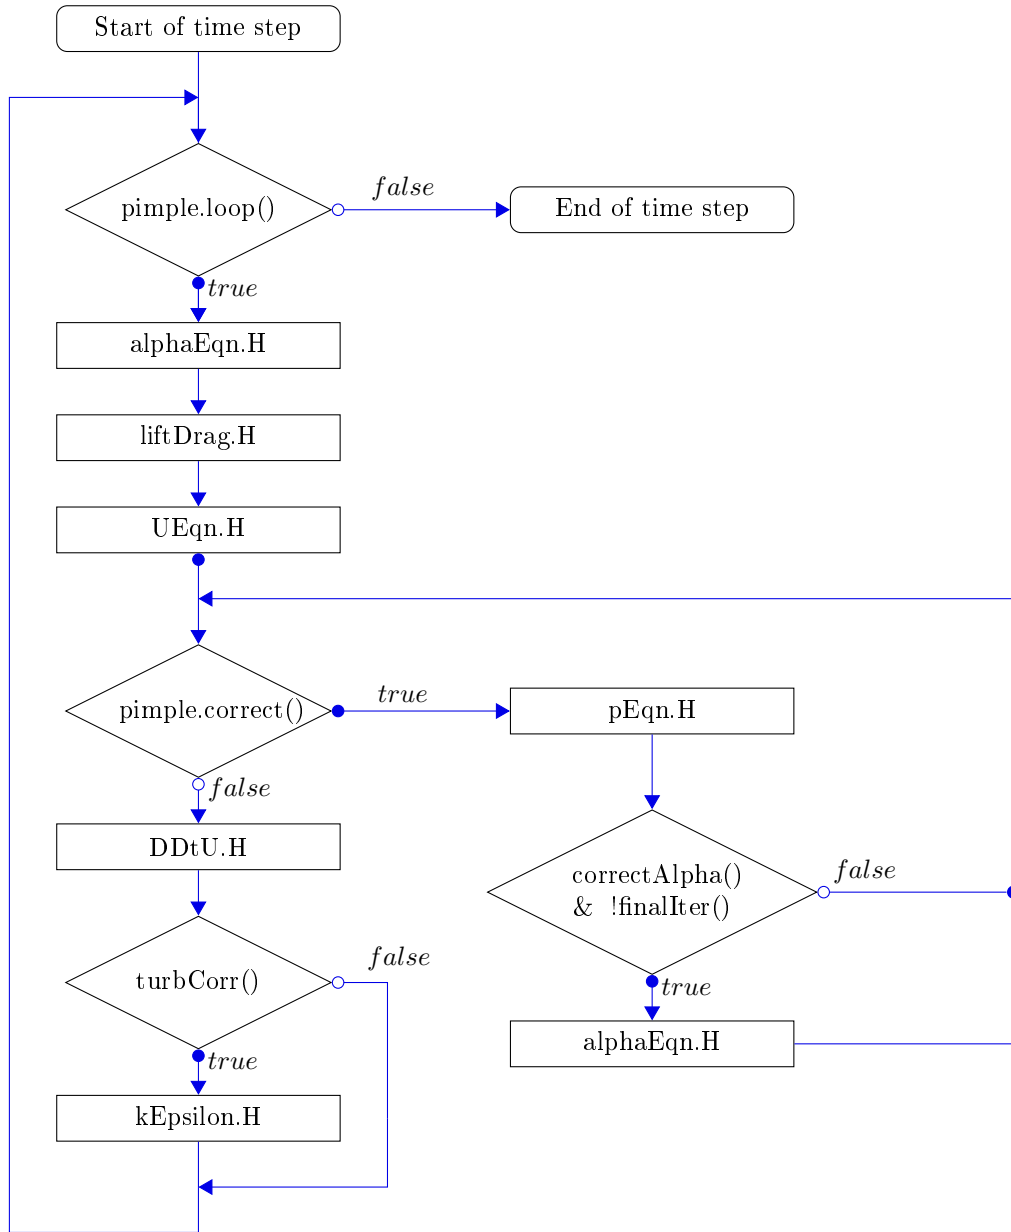 Start of time step
pimple.loop()
false
End of time step
true
alphaEqn.H
liftDrag.H
UEqn.H
pimple.correct()
true
pEqn.H
false
DDtU.H
correctAlpha()
& !finalIter()
false
turbCorr()
false
true
alphaEqn.H
true
kEpsilon.H